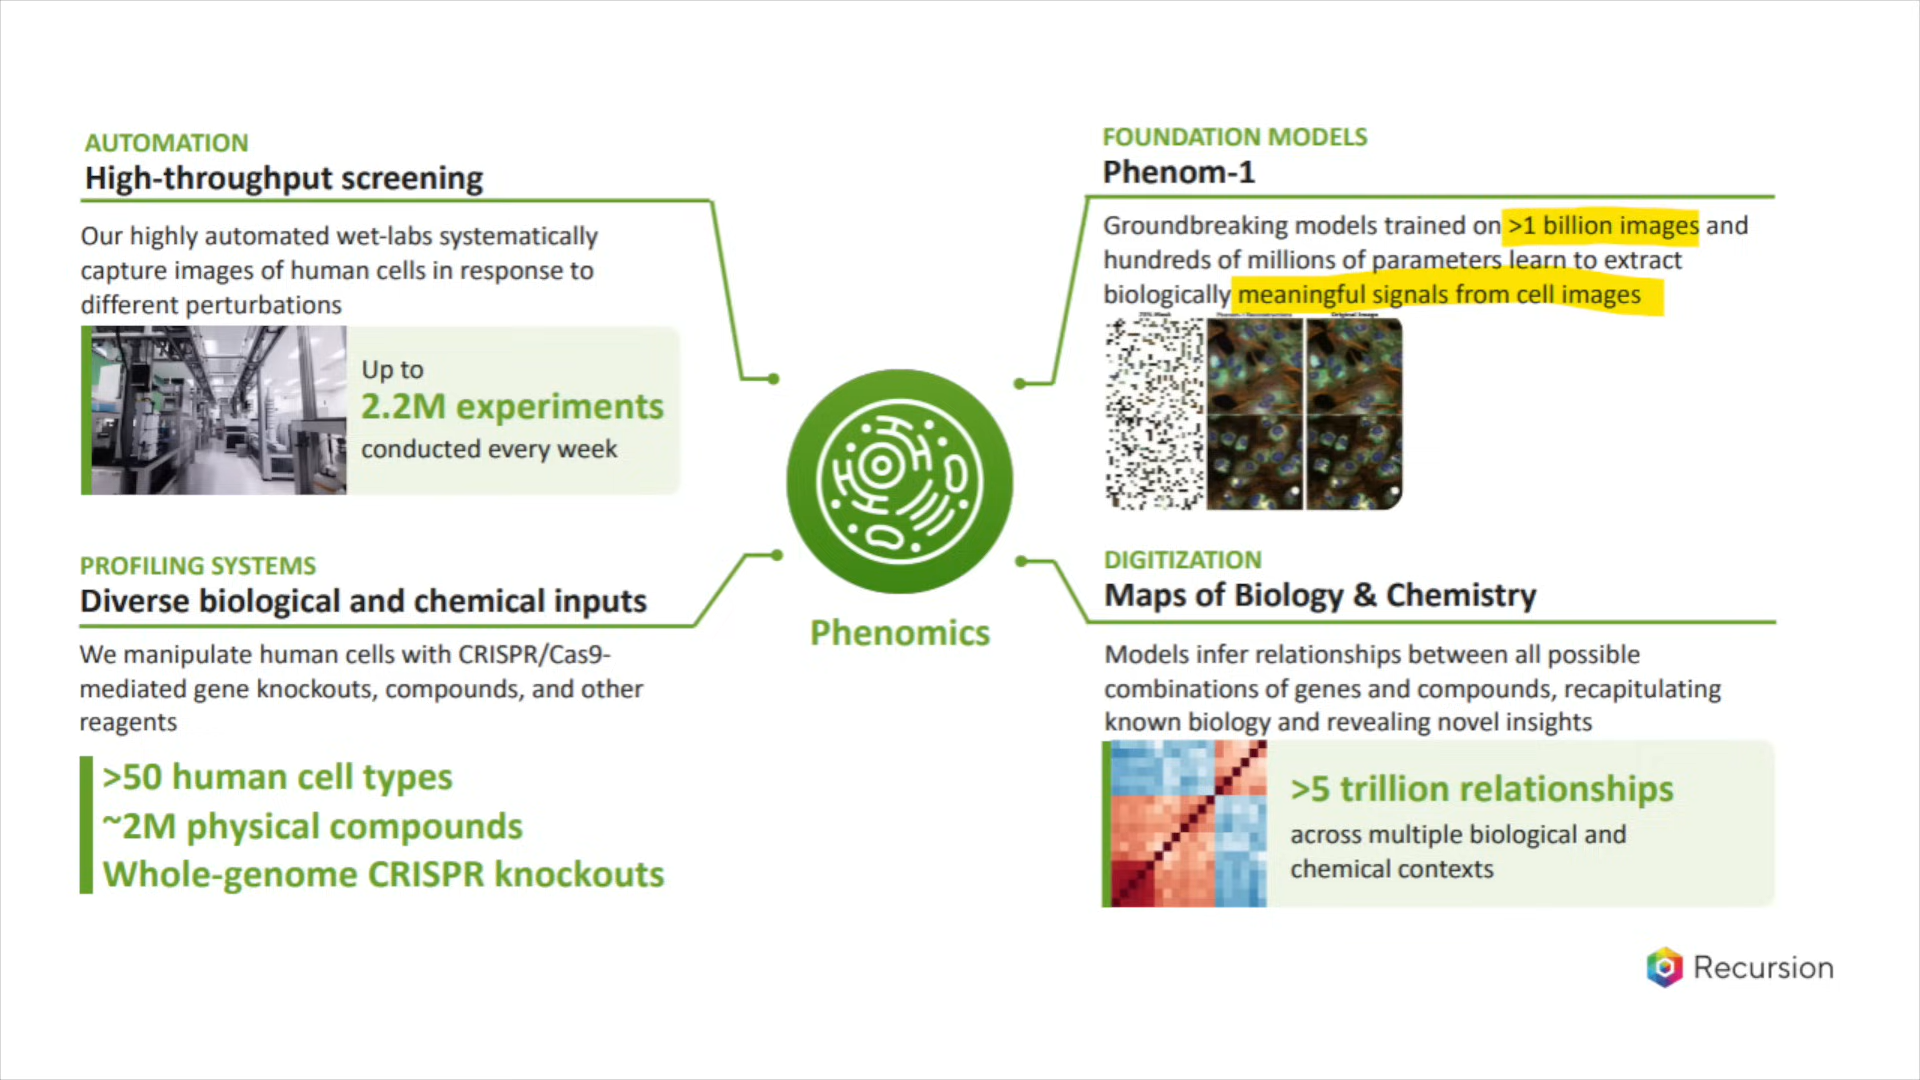 AUTOMATION
High-throughput screening
Our highly automated wet-labs systematically
capture images of human cells in response to
different perturbations
Up to
2.2M experiments
conducted every week
PROFILING SYSTEMS
Diverse biological and chemical inputs
We manipulate human cells with CRISPR/Cas9-
mediated gene knockouts, compounds, and other
reagents
>50 human cell types
~2M physical compounds
Whole-genome CRISPR knockouts
Phenomics
FOUNDATION MODELS
Phenom-1
Groundbreaking models trained on >1 billion images and
hundreds of millions of parameters learn to extract
biologically meaningful signals from cell images
75% Mask
Original Image
DIGITIZATION
Maps of Biology & Chemistry
Models infer relationships between all possible
combinations of genes and compounds, recapitulating
known biology and revealing novel insights
>5 trillion relationships
across multiple biological and
chemical contexts
Recursion